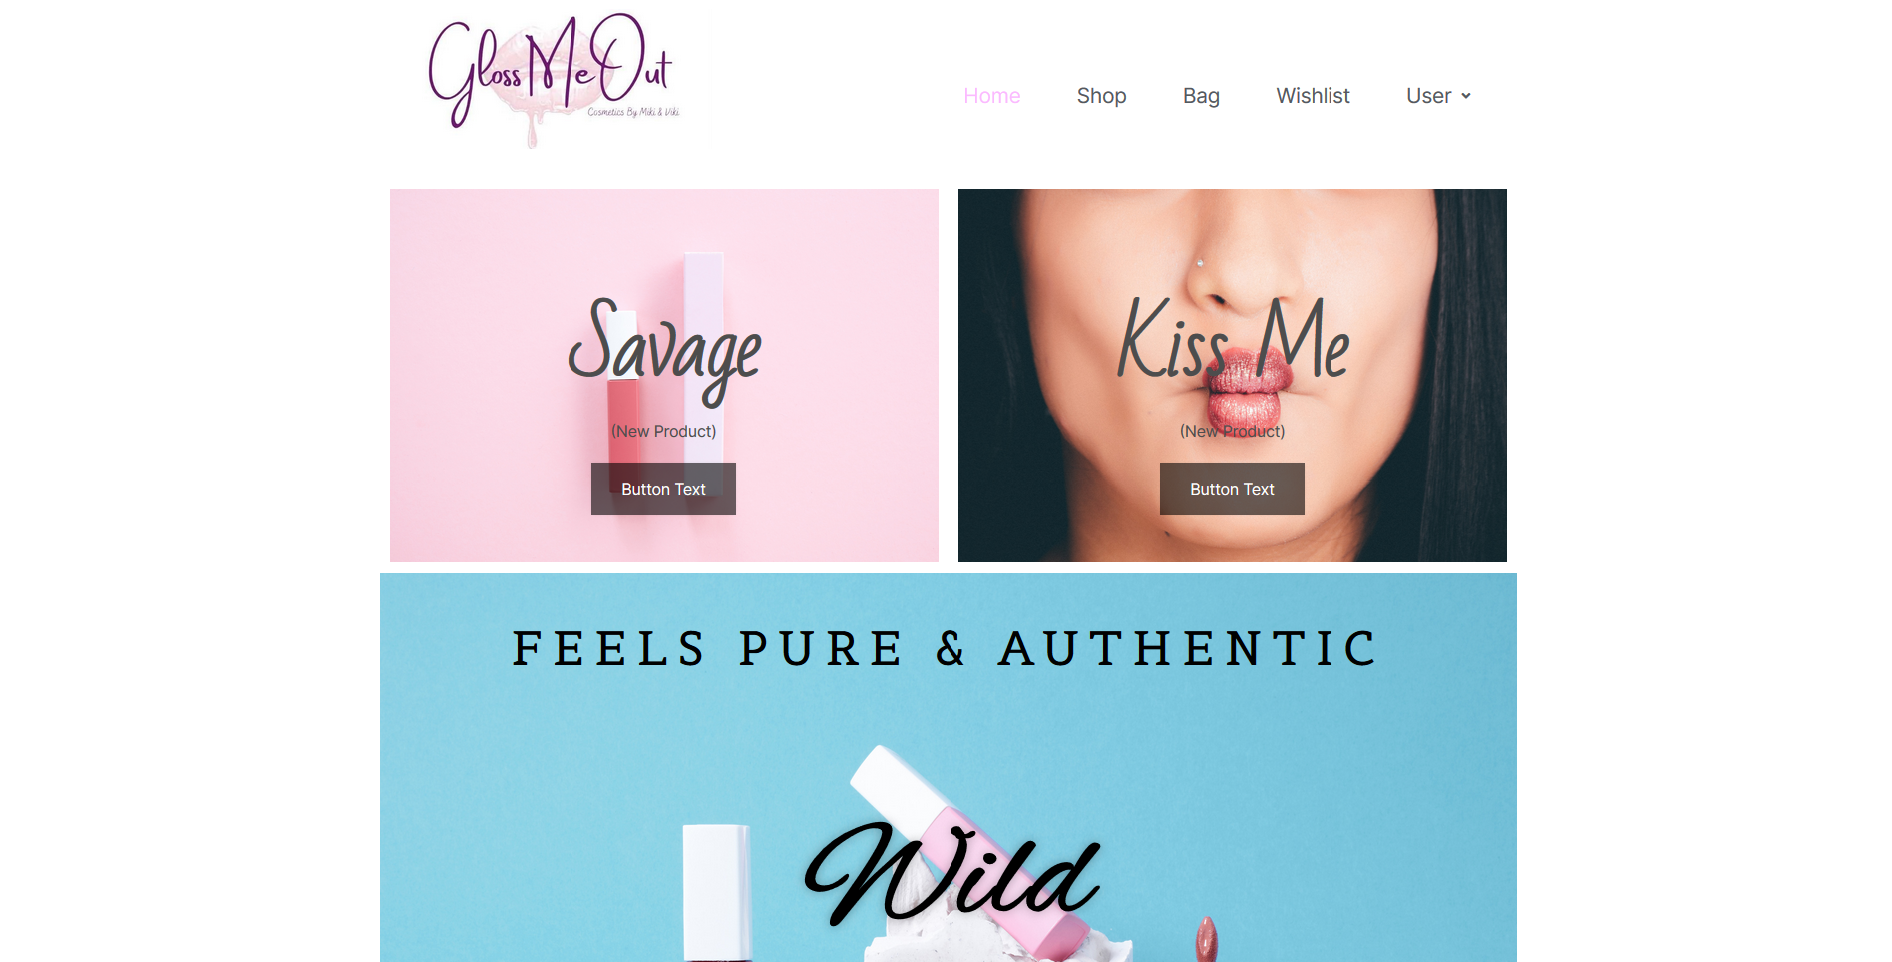 Gloss Me Out
Cosmetics By Miki & Viki
Home Shop Bag Wishlist User
Savage
(New Product)
Button Text
Kiss Me
(New Product)
Button Text
FEELS PURE & AUTHENTIC
Wild